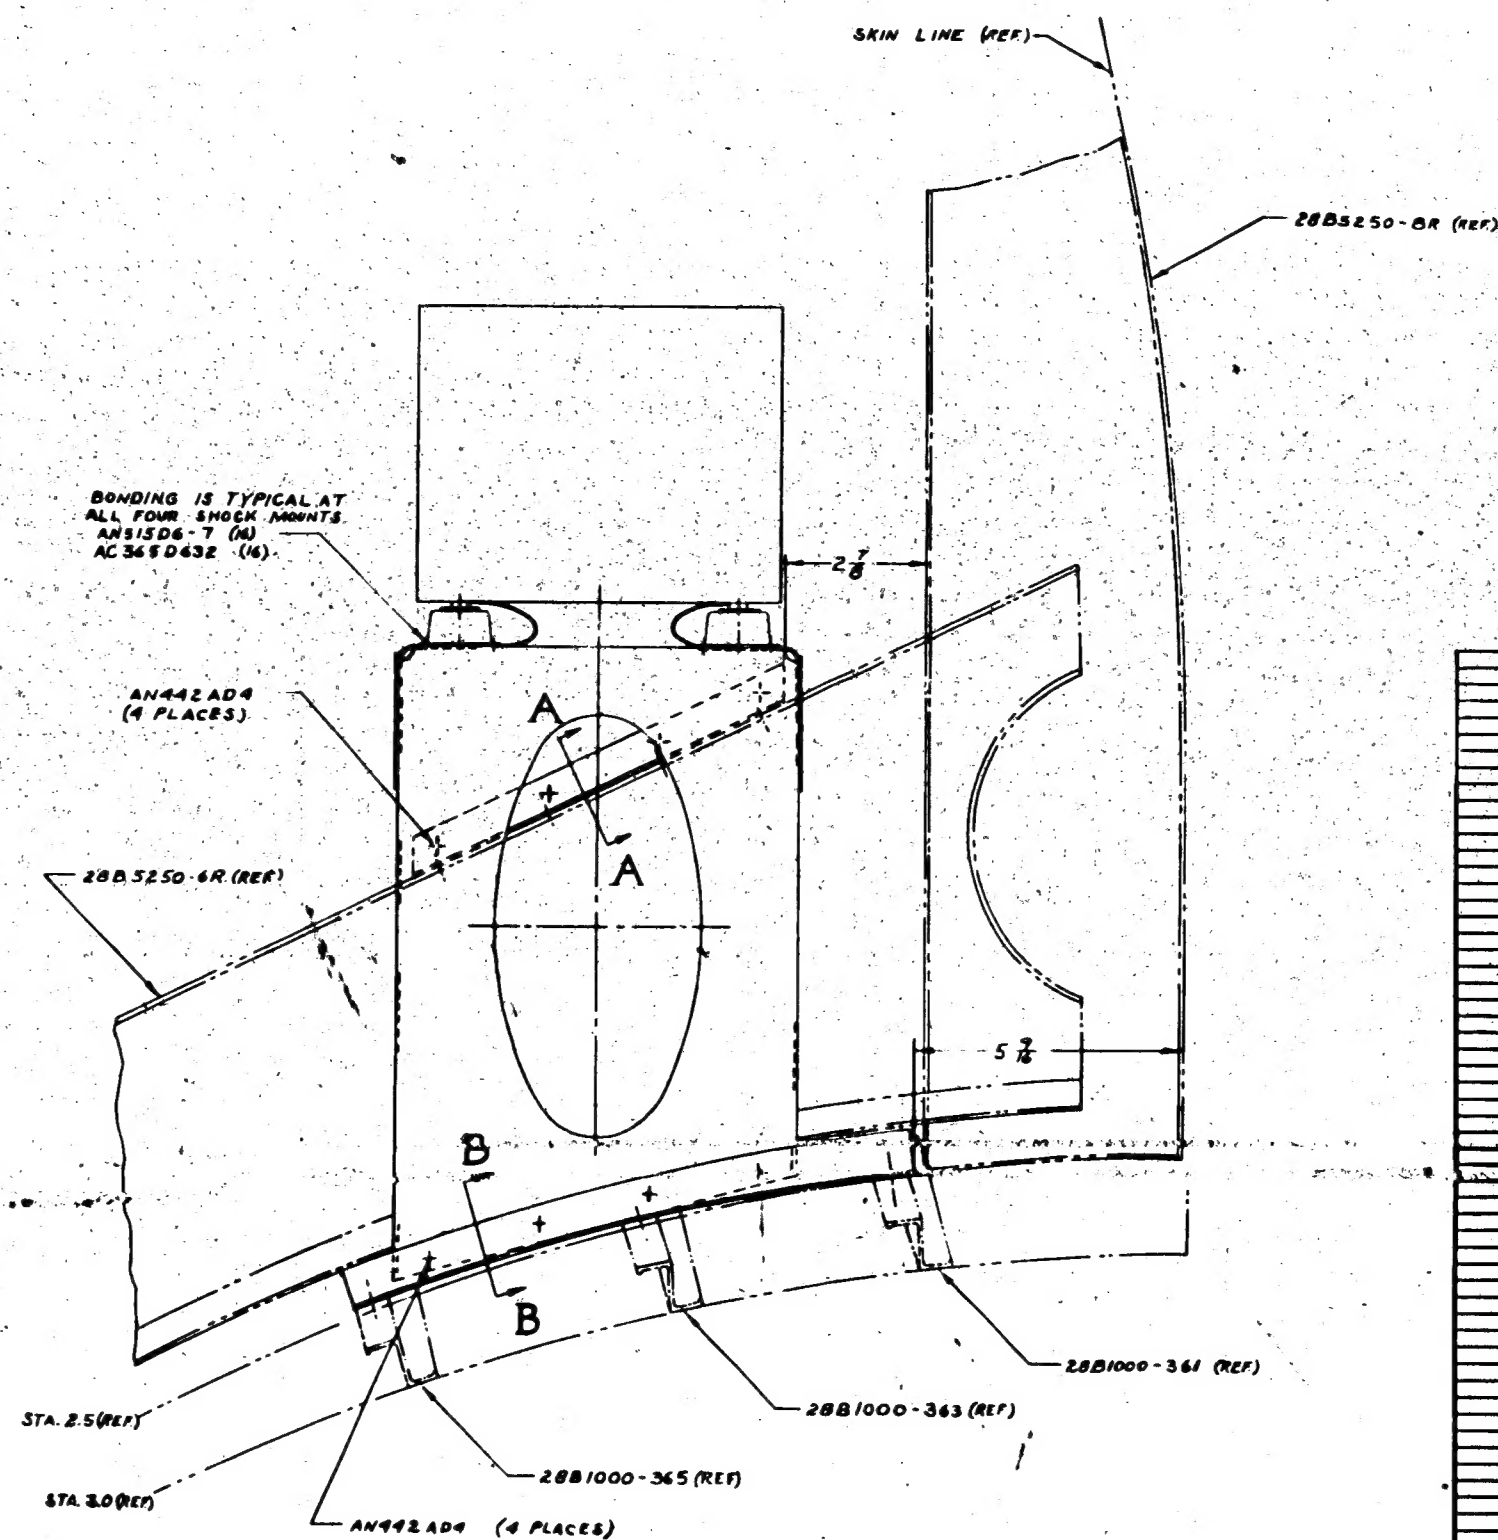 SKIN LINE (REF.)
28B5250-8R (REF.)
BONDING IS TYPICAL AT
ALL FOUR SHOCK MOUNTS
AN515D6-7 (16)
AC365D632 (16)
2 7/8
AN442AD4
(4 PLACES)
A
A
28B5250-6R (REF)
5 9/16
B
B
28B1000-361 (REF.)
28B1000-363 (REF)
STA. 2.5 (REF.)
28B1000-365 (REF)
STA. 3.0 (REF)
AN442AD4 (4 PLACES)